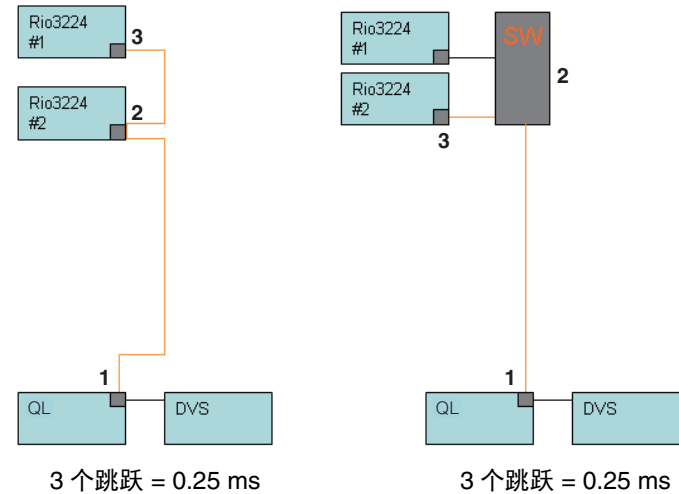 Rio3224
#1
3
Rio3224
#2
2
1
QL
DVS
3 个跳跃 = 0.25 ms
Rio3224
#1
SW
2
Rio3224
#2
3
1
QL
DVS
3 个跳跃 = 0.25 ms